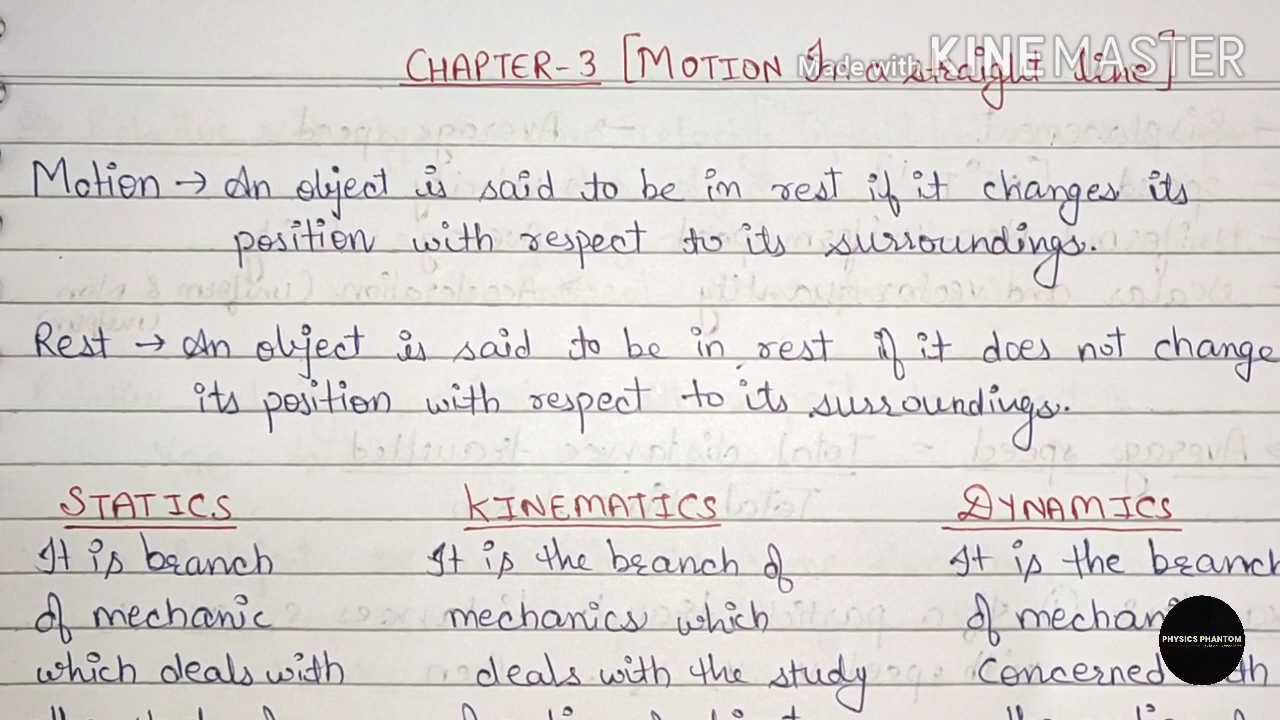 CHAPTER-3 [MOTION In a straight line]
Made with KINEMASTER
Motion → An object is said to be in rest if it changes its
position with respect to its surroundings.
Rest → An object is said to be in rest if it does not change
its position with respect to its surroundings.
STATICS
It is branch
of mechanic
which deals with
KINEMATICS
It is the branch of
mechanics which
deals with the study
DYNAMICS
It is the branch
of mechan
Concerned
PHYSICS PHANTOM